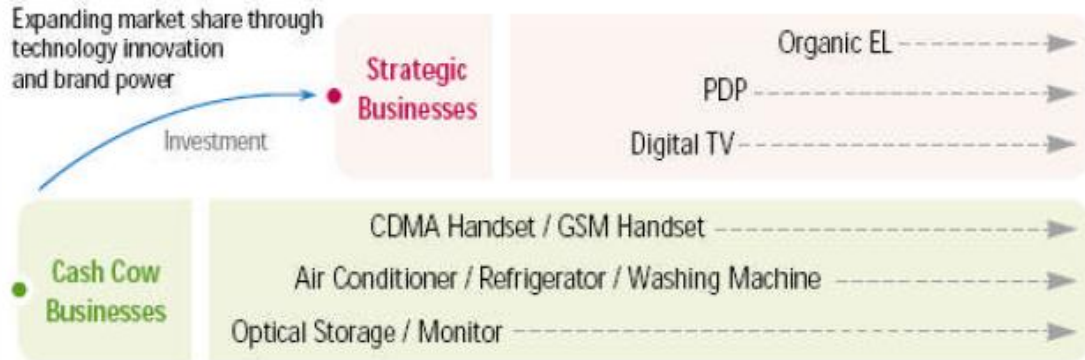 Expanding market share through
technology innovation
and brand power
Investment
Strategic
Businesses
Organic EL
PDP
Digital TV
Cash Cow
Businesses
CDMA Handset / GSM Handset
Air Conditioner / Refrigerator / Washing Machine
Optical Storage / Monitor